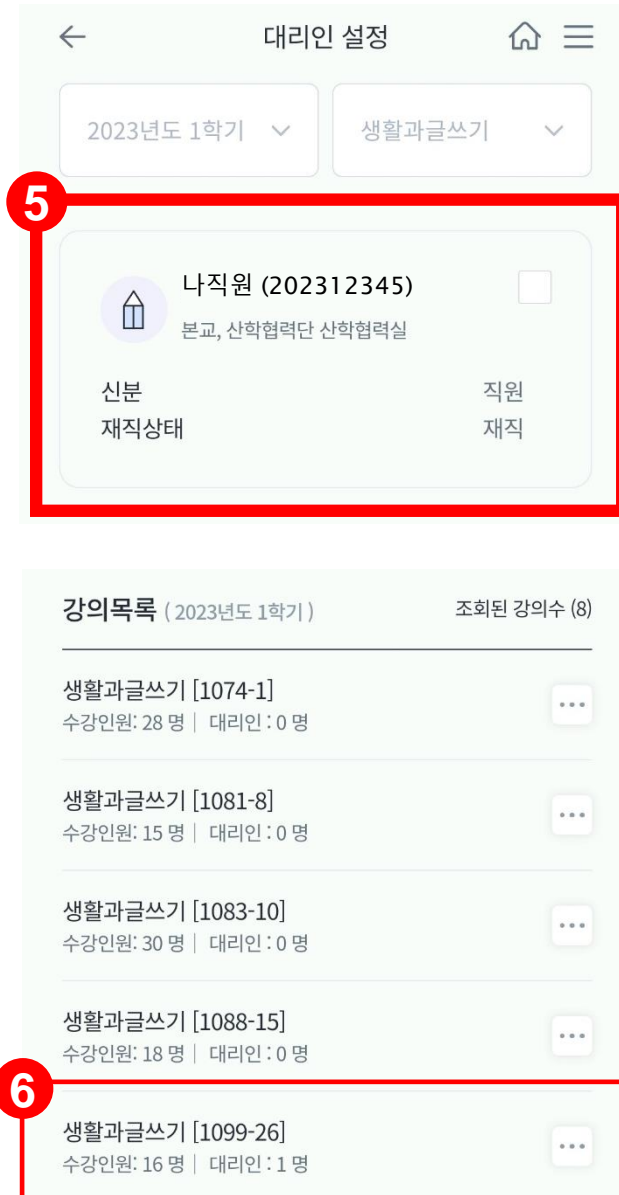 대리인 설정
2023년도 1학기 생활과글쓰기
5
나직원 (202312345)
본교, 산학협력단 산학협력실
신분 직원
재직상태 재직
강의목록 ( 2023년도 1학기 ) 조회된 강의수 (8)
생활과글쓰기 [1074-1]
수강인원: 28 명 | 대리인 : 0 명
생활과글쓰기 [1081-8]
수강인원: 15 명 | 대리인 : 0 명
생활과글쓰기 [1083-10]
수강인원: 30 명 | 대리인 : 0 명
생활과글쓰기 [1088-15]
수강인원: 18 명 | 대리인 : 0 명
6
생활과글쓰기 [1099-26]
수강인원: 16 명 | 대리인 : 1 명